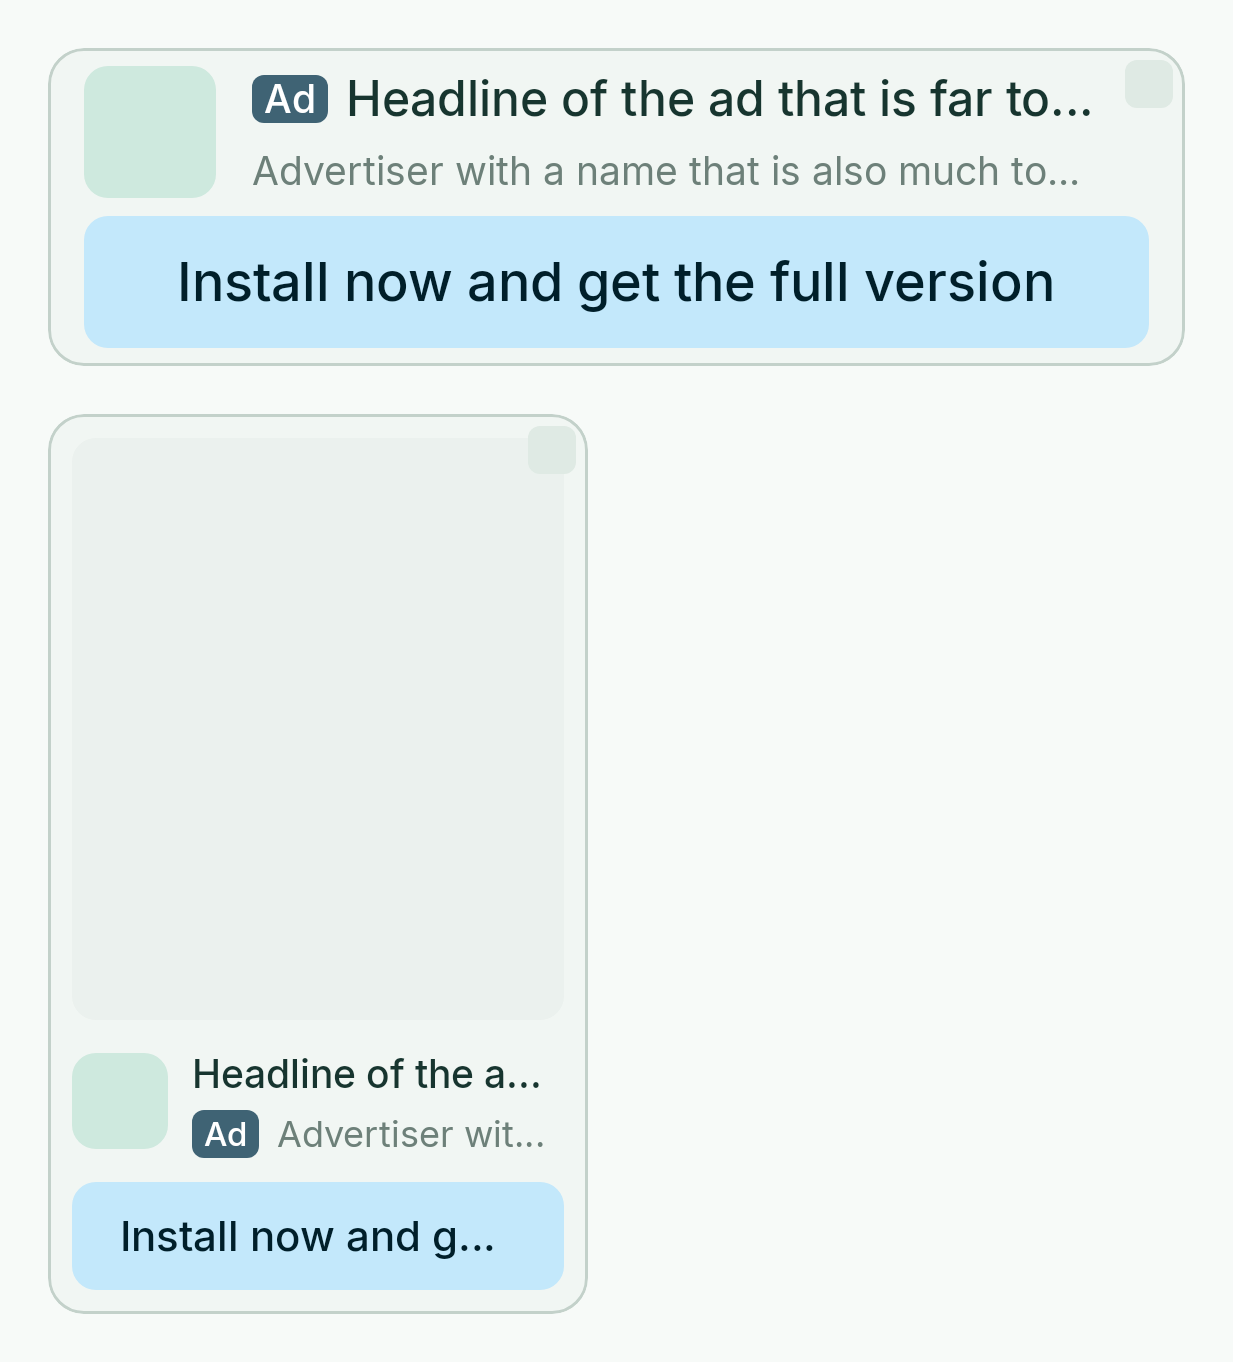 Ad Headline of the ad that is far to...
Advertiser with a name that is also much to...
Install now and get the full version
Headline of the a...
Ad Advertiser wit...
Install now and g...